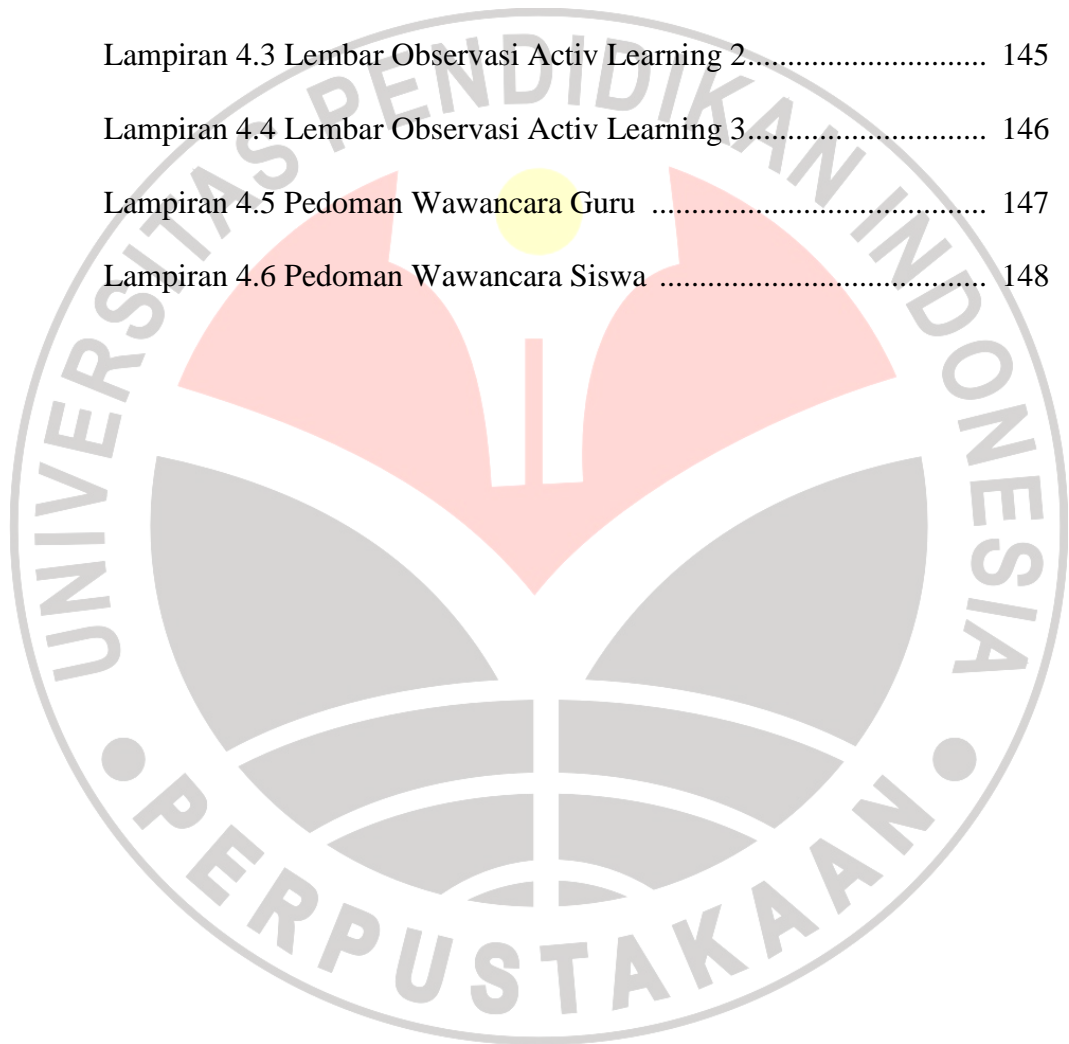 Lampiran 4.3 Lembar Observasi Activ Learning 2.............................. 145
Lampiran 4.4 Lembar Observasi Activ Learning 3.............................. 146
Lampiran 4.5 Pedoman Wawancara Guru .......................................... 147
Lampiran 4.6 Pedoman Wawancara Siswa ......................................... 148
UNIVERSITAS PENDIDIKAN INDONESIA
PERPUSTAKAAN